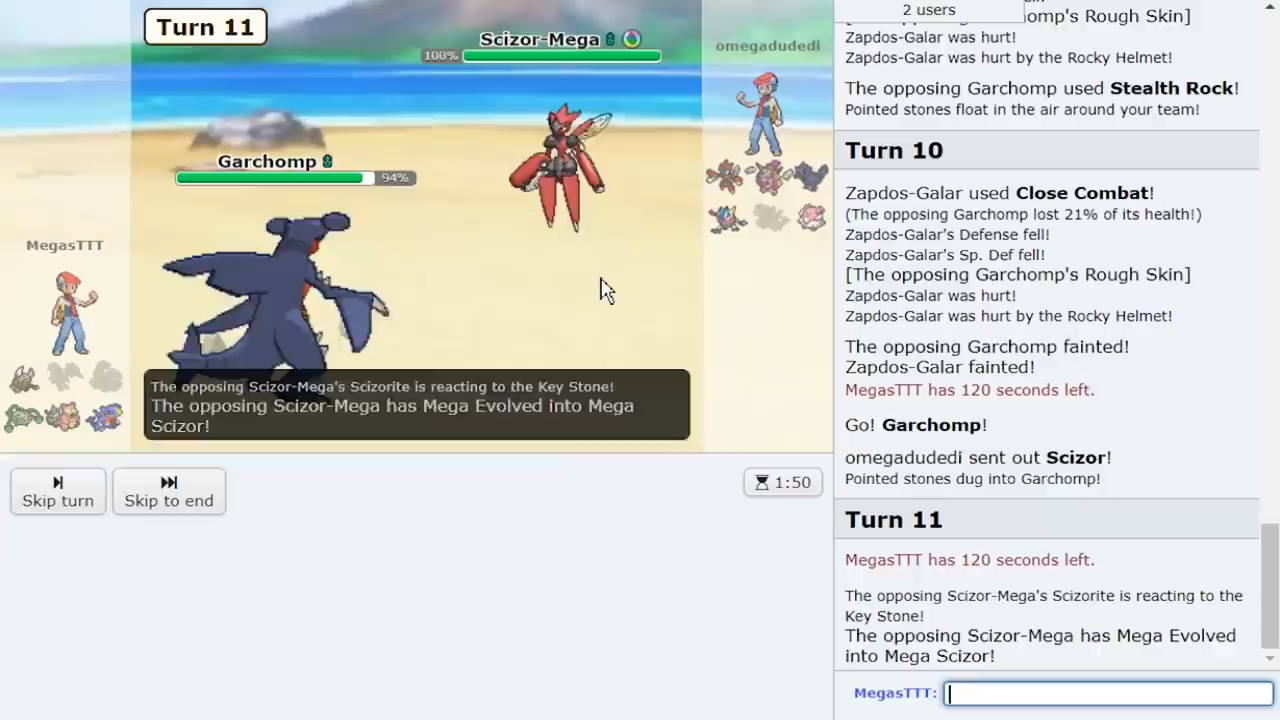 Turn 11
Scizor-Mega
100%
omegadudedi
Garchomp
94%
MegasTTT
The opposing Scizor-Mega's Scizorite is reacting to the Key Stone!
The opposing Scizor-Mega has Mega Evolved into Mega
Scizor!
Skip turn
Skip to end
1:50
2 users
omp's Rough Skin]
Zapdos-Galar was hurt!
Zapdos-Galar was hurt by the Rocky Helmet!
The opposing Garchomp used Stealth Rock!
Pointed stones float in the air around your team!
Turn 10
Zapdos-Galar used Close Combat!
(The opposing Garchomp lost 21% of its health!)
Zapdos-Galar's Defense fell!
Zapdos-Galar's Sp. Def fell!
[The opposing Garchomp's Rough Skin]
Zapdos-Galar was hurt!
Zapdos-Galar was hurt by the Rocky Helmet!
The opposing Garchomp fainted!
Zapdos-Galar fainted!
MegasTTT has 120 seconds left.
Go! Garchomp!
omegadudedi sent out Scizor!
Pointed stones dug into Garchomp!
Turn 11
MegasTTT has 120 seconds left.
The opposing Scizor-Mega's Scizorite is reacting to the
Key Stone!
The opposing Scizor-Mega has Mega Evolved
into Mega Scizor!
MegasTTT: